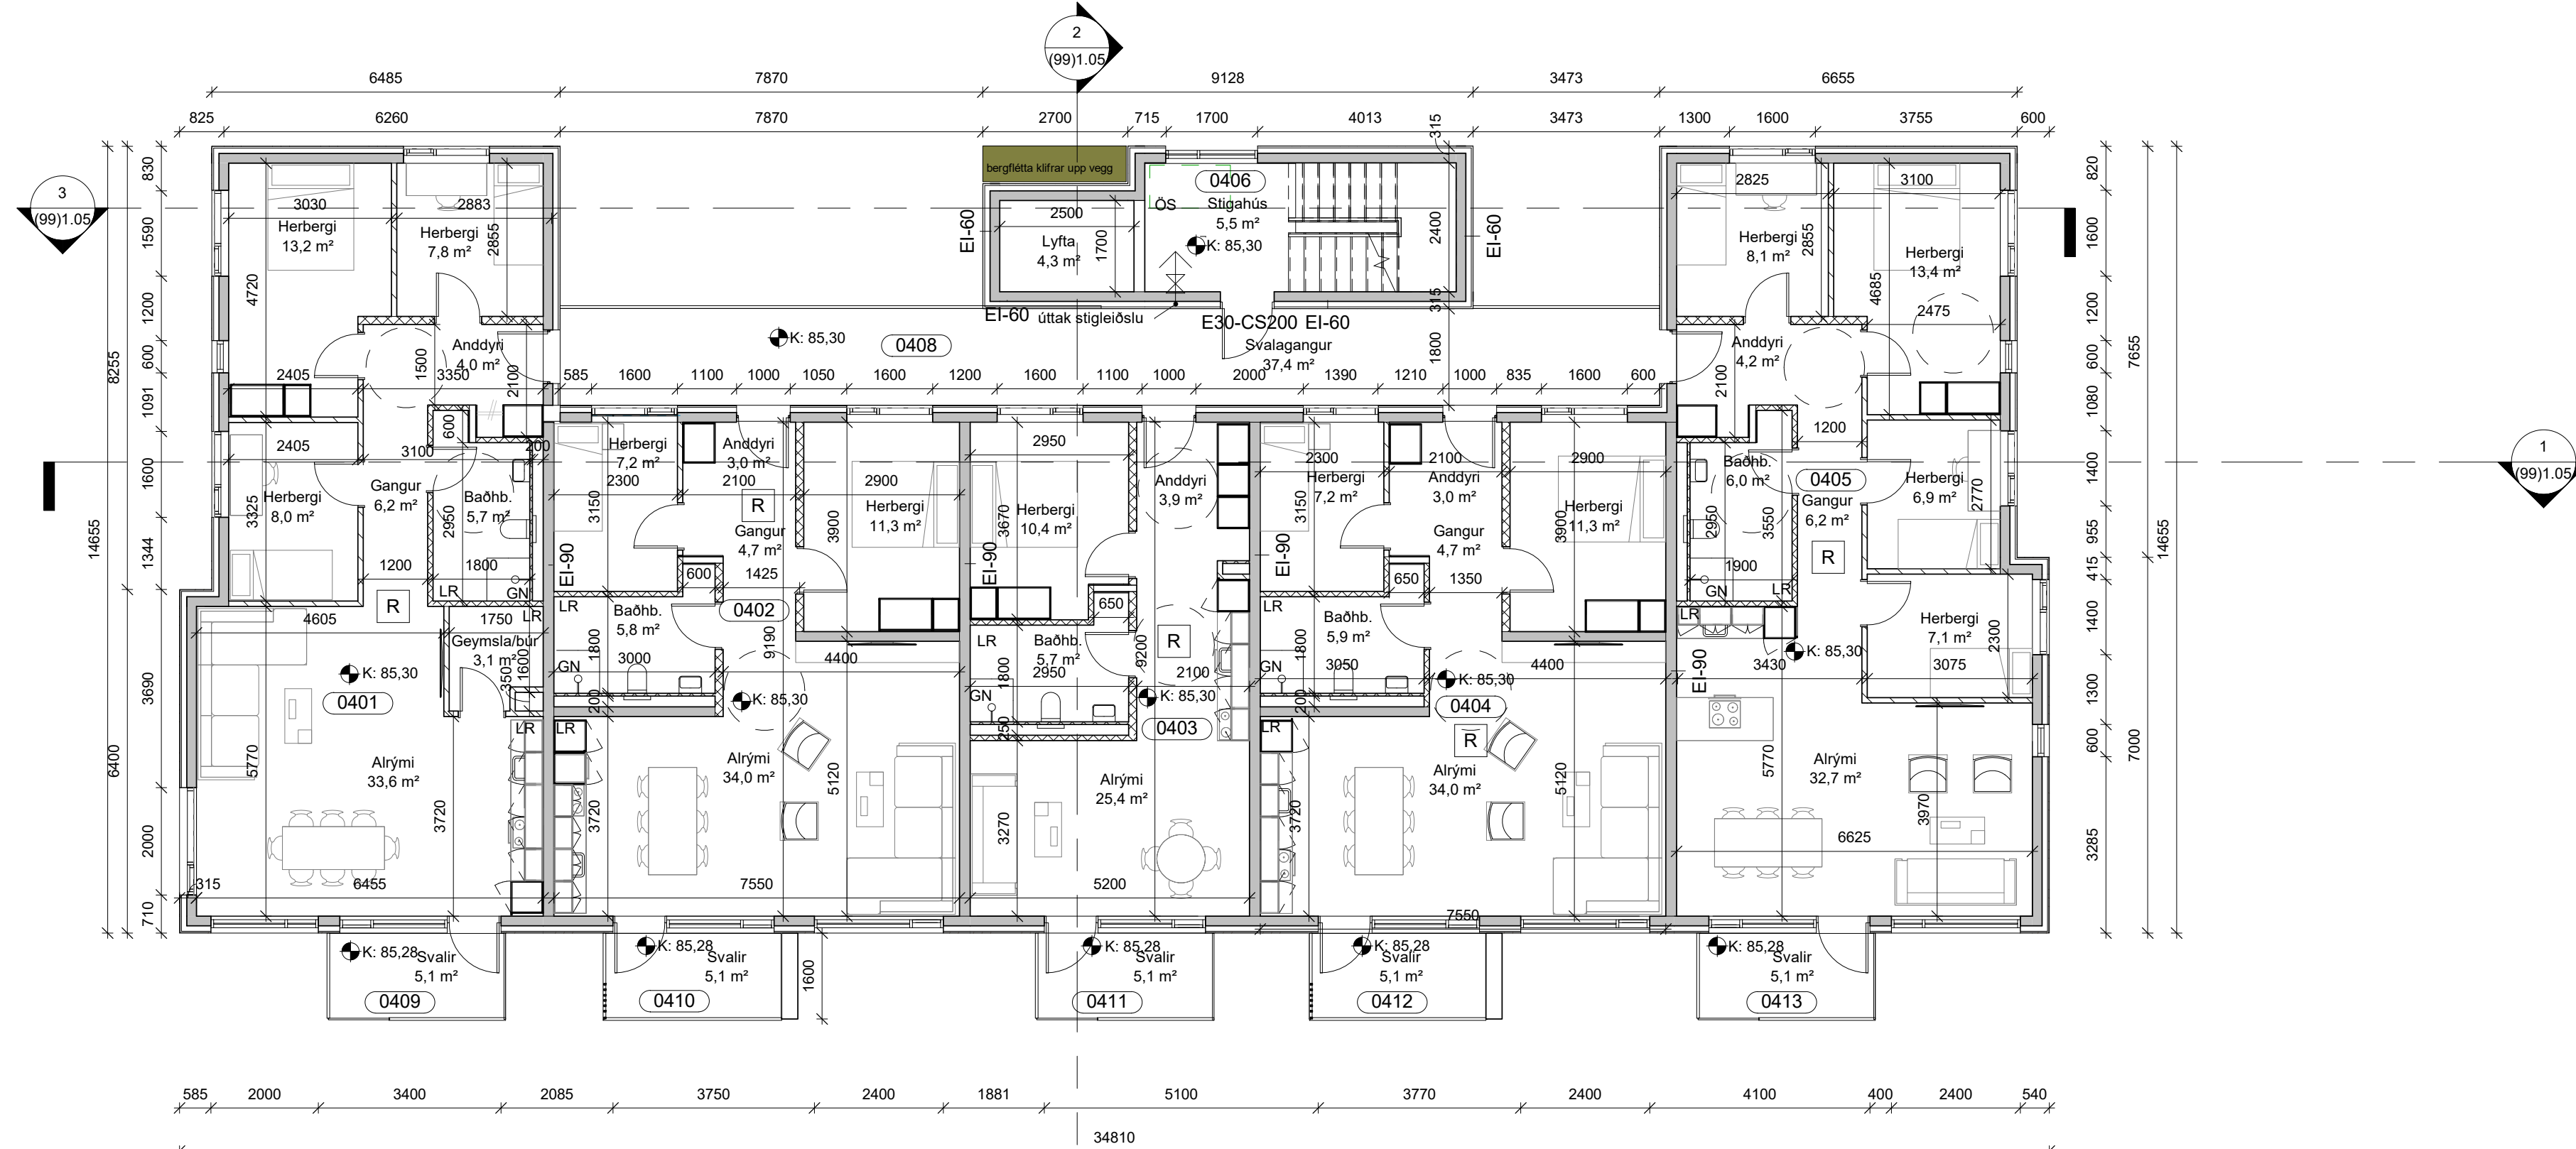 2
(99)1.05
6485
7870
9128
3473
6655
825
6260
7870
2700
715
1700
4013
315
3473
1300
1600
3755
600
bergflétta klifrar upp vegg
3
(99)1.05
14655
8255
6400
830
1590
1200
600
1091
1600
1344
3690
2000
710
3030
Herbergi
13,2 m²
4720
2883
Herbergi
7,8 m²
2855
Anddyri
4,0 m²
1500
2100
2405
3350
600
2405
3100
200
3325
Herbergi
8,0 m²
Gangur
6,2 m²
2950
Baðhb.
5,7 m²
1200
1800
LR
GN
LR
R
4605
1750
Geymsla/búr
3,1 m²
3501
1600
K: 85,30
0401
5770
Alrými
33,6 m²
3720
LR
315
6455
EI-60
2500
Lyfta
4,3 m²
1700
ÖS
0406
Stigahús
5,5 m²
K: 85,30
2400
EI-60
315
EI-60
úttak stigleiðslu
E30-CS200
EI-60
K: 85,30
0408
Svalagangur
37,4 m²
1800
585
1600
1100
1000
1050
1600
1200
1600
1100
1000
2000
1390
1210
1000
835
1600
600
Herbergi
7,2 m²
2300
3150
Anddyri
3,0 m²
2100
R
Gangur
4,7 m²
2900
3900
Herbergi
11,3 m²
EI-90
600
1425
LR
Baðhb.
5,8 m²
0402
1800
9190
3000
4400
GN
K: 85,30
200
LR
Alrými
34,0 m²
3720
5120
7550
2950
3670
Herbergi
10,4 m²
Anddyri
3,9 m²
EI-90
650
LR
Baðhb.
5,7 m²
R
9200
1800
2950
2100
GN
K: 85,30
0403
250
Alrými
25,4 m²
3270
5200
2300
Herbergi
7,2 m²
3150
2100
Anddyri
3,0 m²
Gangur
4,7 m²
2900
3900
Herbergi
11,3 m²
EI-90
650
1350
LR
Baðhb.
5,9 m²
1800
3050
4400
GN
K: 85,30
0404
R
200
LR
Alrými
34,0 m²
3720
5120
7550
2825
Herbergi
8,1 m²
2855
3100
Herbergi
13,4 m²
4685
2475
Anddyri
4,2 m²
2100
1200
Baðhb.
6,0 m²
0405
Gangur
6,2 m²
2950
3550
R
Herbergi
6,9 m²
2770
1900
GN
LR
LR
Herbergi
7,1 m²
2300
3075
EI-90
K: 85,30
3430
5770
Alrými
32,7 m²
3970
6625
820
1600
1200
600
1080
1400
955
415
1400
1300
600
3285
7655
7000
14655
1
(99)1.05
K: 85,28
Svalir
5,1 m²
0409
K: 85,28
Svalir
5,1 m²
0410
1600
K: 85,28
Svalir
5,1 m²
0411
K: 85,28
Svalir
5,1 m²
0412
K: 85,28
Svalir
5,1 m²
0413
585
2000
3400
2085
3750
2400
1881
5100
3770
2400
4100
400
2400
540
34810